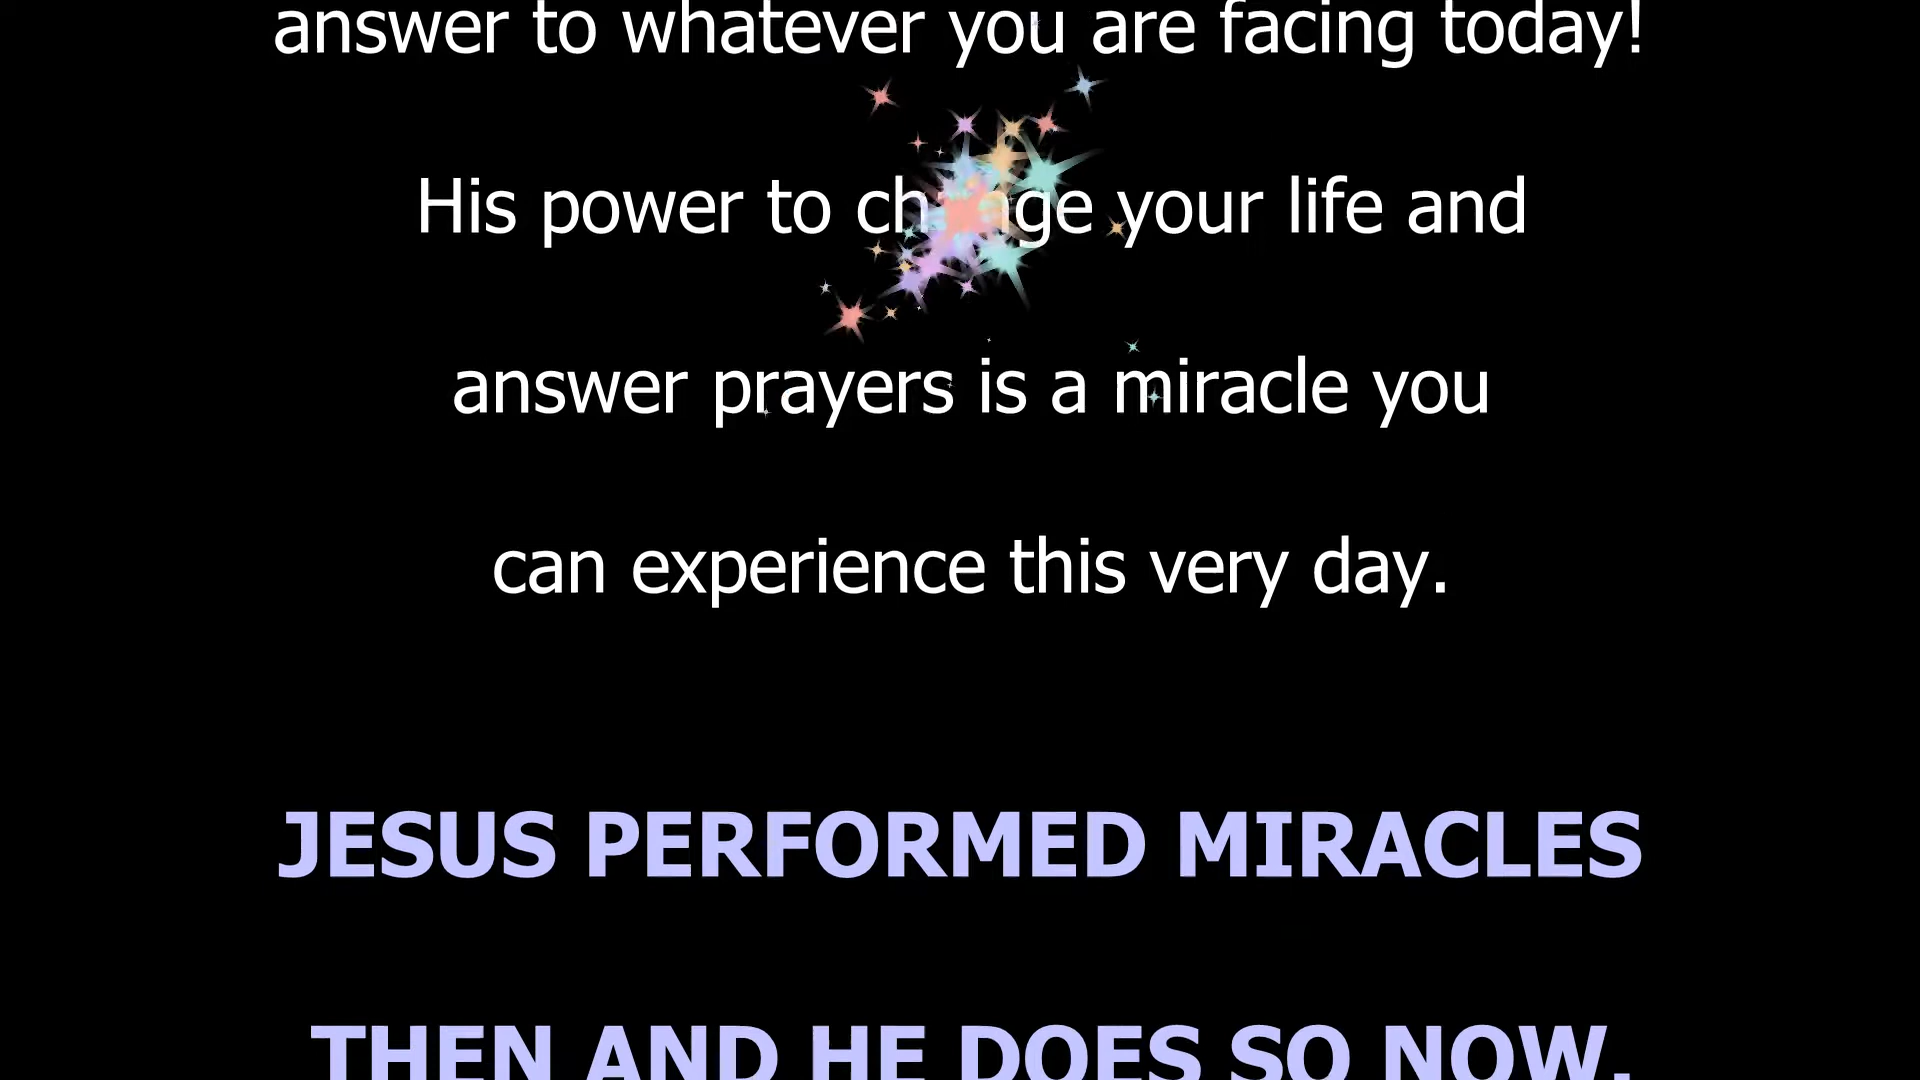 answer to whatever you are facing today!
His power to change your life and
answer prayers is a miracle you
can experience this very day.
JESUS PERFORMED MIRACLES
THEN AND HE DOES SO NOW.